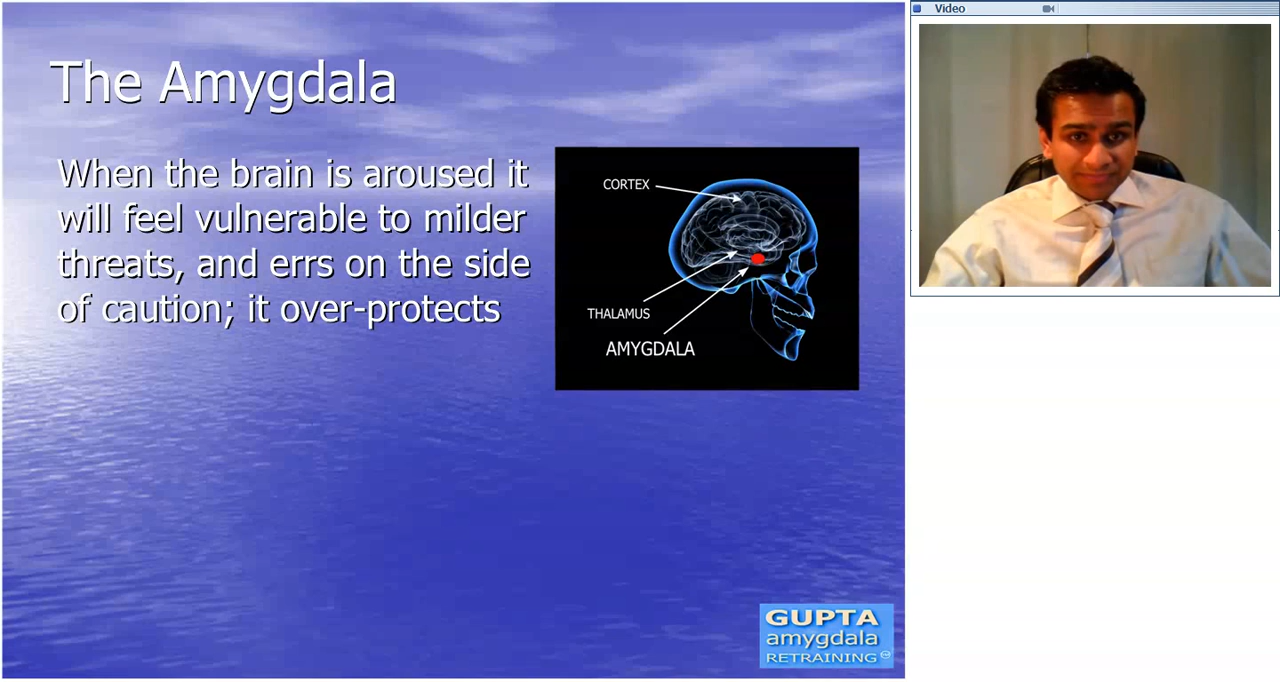 The Amygdala
When the brain is aroused it
will feel vulnerable to milder
threats, and errs on the side
of caution; it over-protects
CORTEX
THALAMUS
AMYGDALA
GUPTA
amygdala
RETRAINING
Video